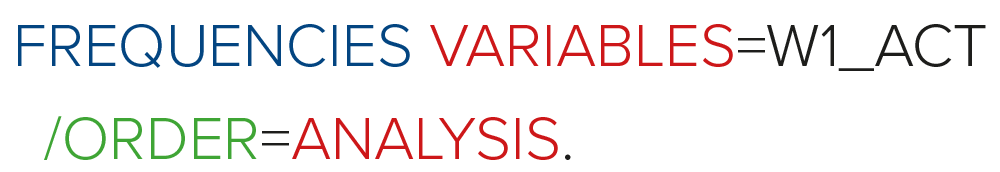 FREQUENCIES VARIABLES=W1_ACT
/ORDER=ANALYSIS.